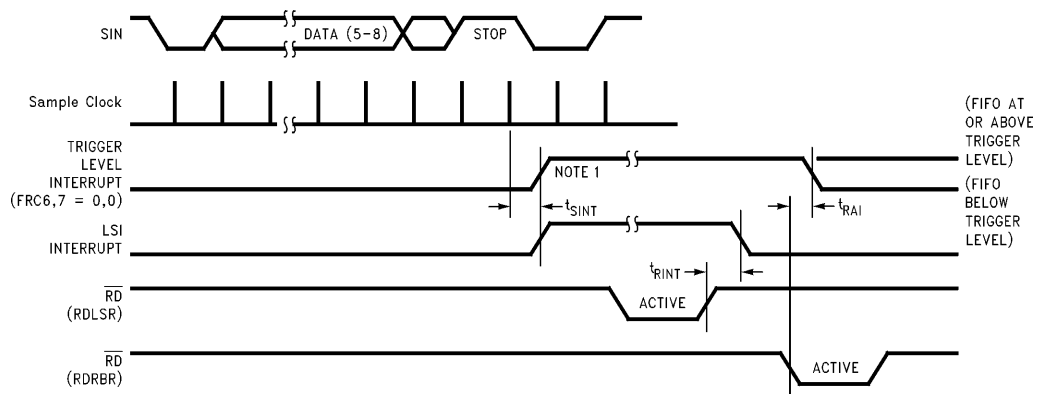 SIN
DATA (5-8)
STOP
Sample Clock
TRIGGER
LEVEL
INTERRUPT
(FRC6,7 = 0,0)
NOTE 1
(FIFO AT
OR ABOVE
TRIGGER
LEVEL)
(FIFO
BELOW
TRIGGER
LEVEL)
tSINT
tRAI
LSI
INTERRUPT
tRINT
RD
(RDLSR)
ACTIVE
RD
(RDRBR)
ACTIVE